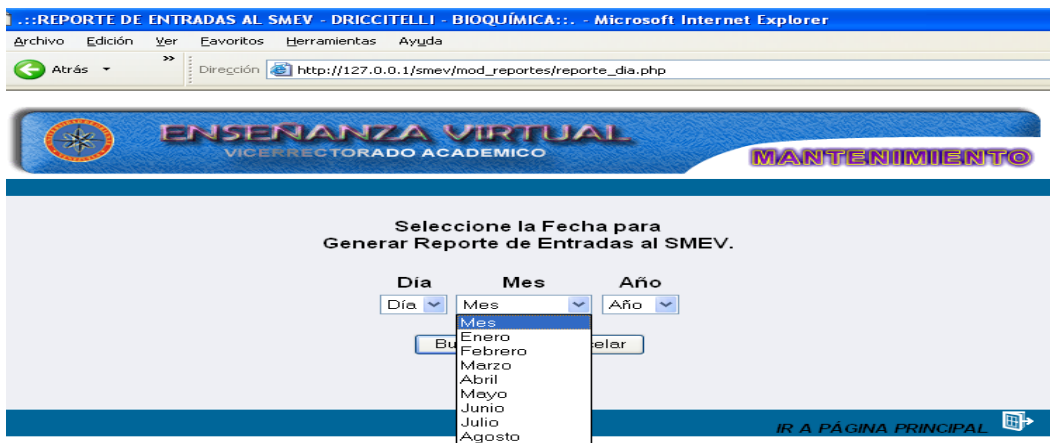 .::REPORTE DE ENTRADAS AL SMEV - DRICCITELLI - BIOQUÍMICA::. - Microsoft Internet Explorer
Archivo Edición Ver Favoritos Herramientas Ayuda
Atrás » Dirección http://127.0.0.1/smev/mod_reportes/reporte_dia.php
ENSEÑANZA VIRTUAL
VICERRECTORADO ACADEMICO
MANTENIMIENTO
Seleccione la Fecha para
Generar Reporte de Entradas al SMEV.
Día Mes Año
Día Mes Año
Mes
Enero
Febrero
Marzo
Abril
Mayo
Junio
Julio
Agosto
IR A PÁGINA PRINCIPAL